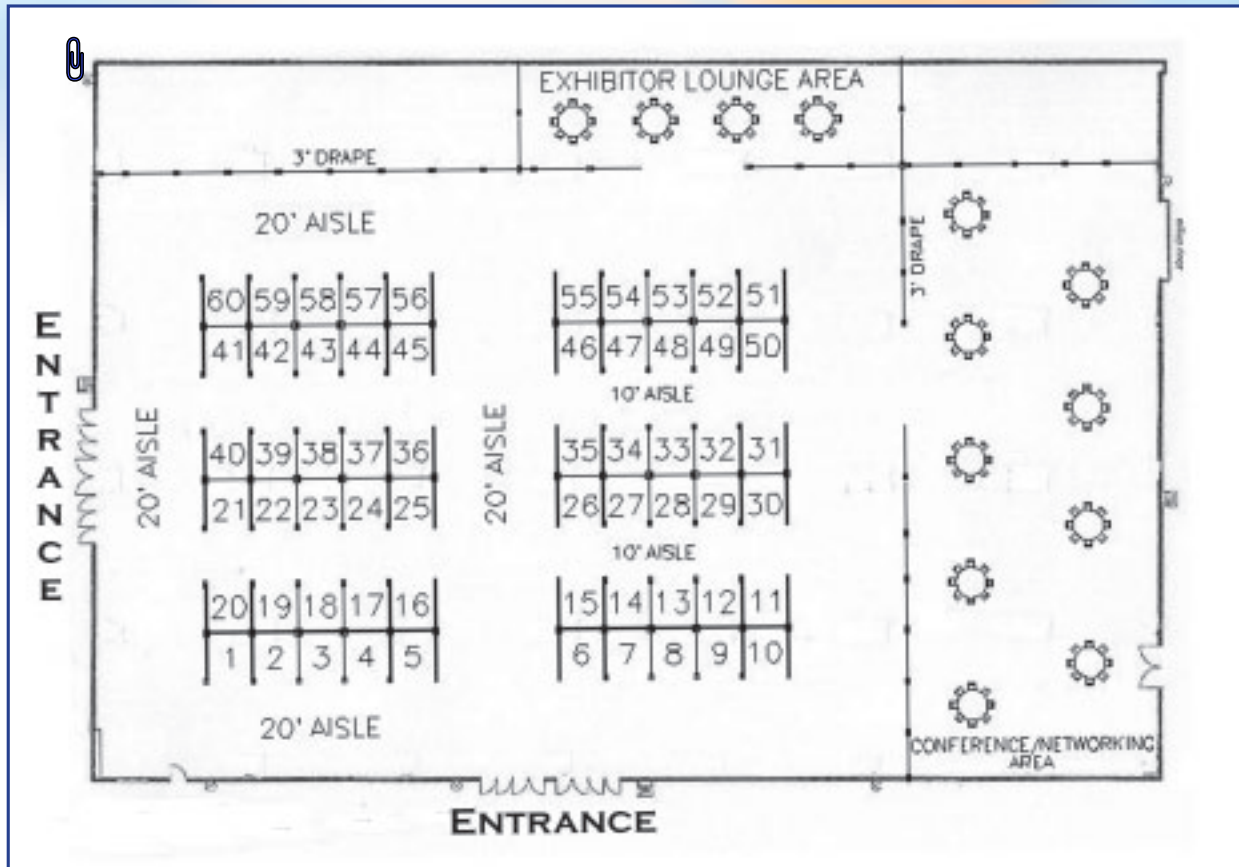 EXHIBITOR LOUNGE AREA
3' DRAPE
20' AISLE
3' DRAPE
60 59 58 57 56
55 54 53 52 51
41 42 43 44 45
46 47 48 49 50
10' AISLE
ENTRANCE
20' AISLE
20' AISLE
40 39 38 37 36
35 34 33 32 31
21 22 23 24 25
26 27 28 29 30
10' AISLE
20 19 18 17 16
15 14 13 12 11
1 2 3 4 5
6 7 8 9 10
20' AISLE
CONFERENCE/NETWORKING
AREA
ENTRANCE